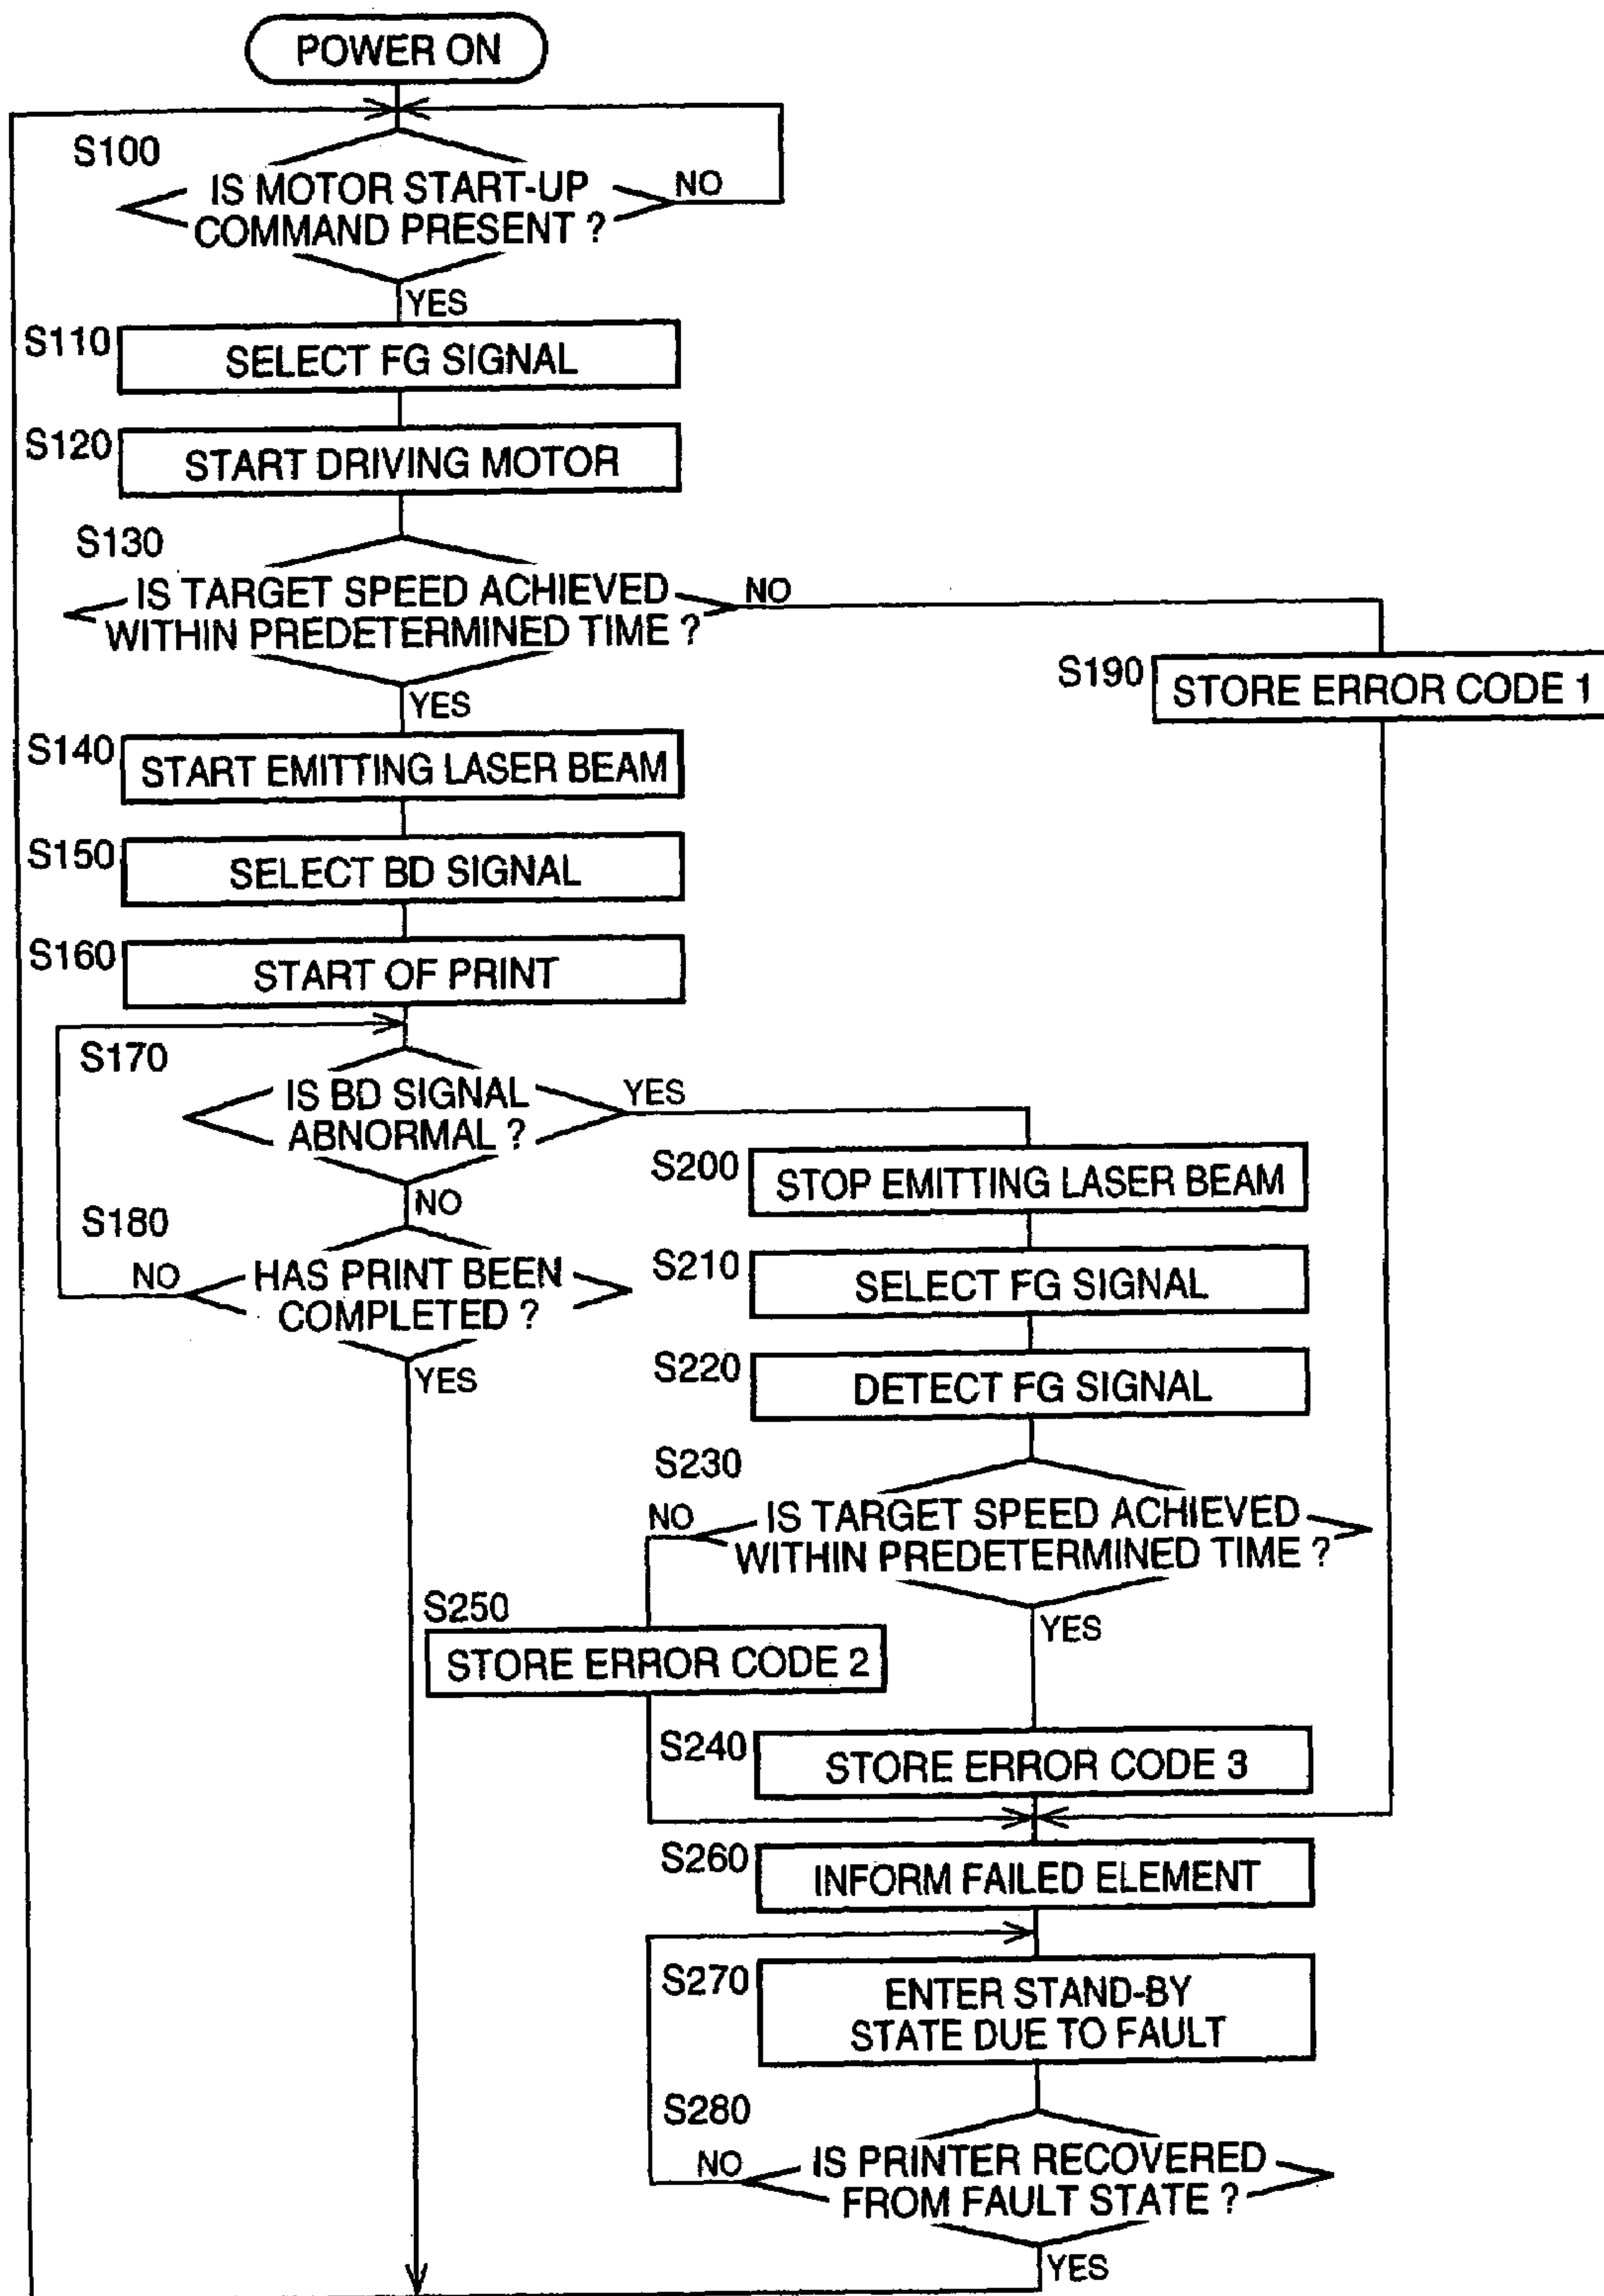 POWER ON
S100
IS MOTOR START-UP
COMMAND PRESENT ?
NO
YES
S110
SELECT FG SIGNAL
S120
START DRIVING MOTOR
S130
IS TARGET SPEED ACHIEVED
WITHIN PREDETERMINED TIME ?
NO
YES
S190
STORE ERROR CODE 1
S140
START EMITTING LASER BEAM
S150
SELECT BD SIGNAL
S160
START OF PRINT
S170
IS BD SIGNAL
ABNORMAL ?
YES
NO
S180
HAS PRINT BEEN
COMPLETED ?
NO
YES
S200
STOP EMITTING LASER BEAM
S210
SELECT FG SIGNAL
S220
DETECT FG SIGNAL
S230
IS TARGET SPEED ACHIEVED
WITHIN PREDETERMINED TIME ?
NO
YES
S250
STORE ERROR CODE 2
S240
STORE ERROR CODE 3
S260
INFORM FAILED ELEMENT
S270
ENTER STAND-BY
STATE DUE TO FAULT
S280
IS PRINTER RECOVERED
FROM FAULT STATE ?
NO
YES